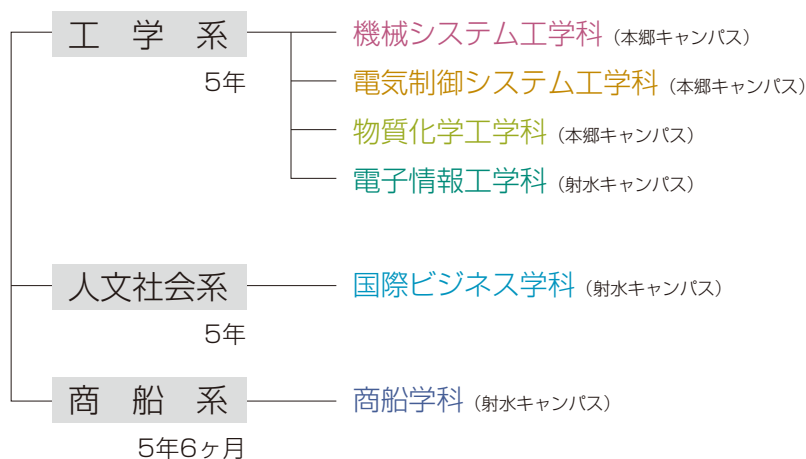 工学系
5年
機械システム工学科 (本郷キャンパス)
電気制御システム工学科 (本郷キャンパス)
物質化学工学科 (本郷キャンパス)
電子情報工学科 (射水キャンパス)
人文社会系
5年
国際ビジネス学科 (射水キャンパス)
商船系
5年6ヶ月
商船学科 (射水キャンパス)